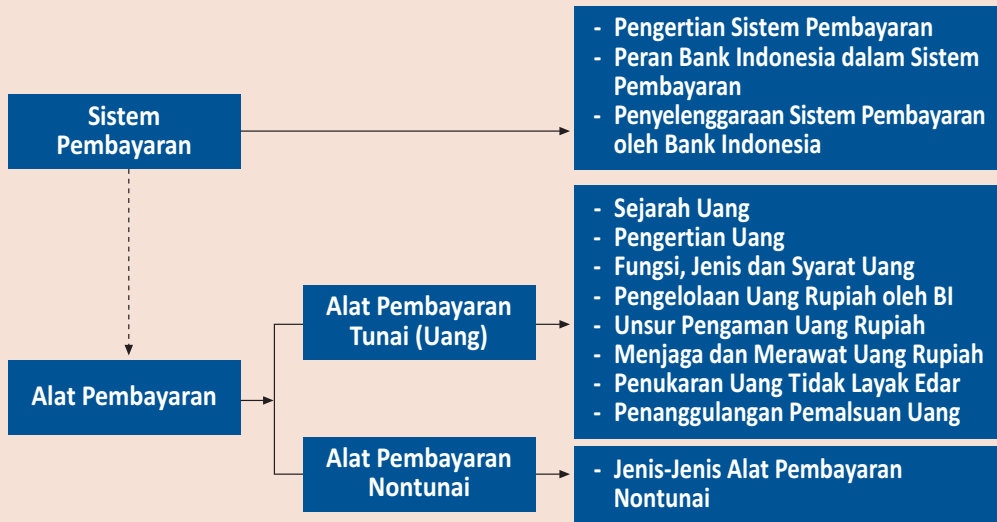 Sistem
Pembayaran
- Pengertian Sistem Pembayaran
- Peran Bank Indonesia dalam Sistem
Pembayaran
- Penyelenggaraan Sistem Pembayaran
oleh Bank Indonesia
Alat Pembayaran
Alat Pembayaran
Tunai (Uang)
- Sejarah Uang
- Pengertian Uang
- Fungsi, Jenis dan Syarat Uang
- Pengelolaan Uang Rupiah oleh BI
- Unsur Pengaman Uang Rupiah
- Menjaga dan Merawat Uang Rupiah
- Penukaran Uang Tidak Layak Edar
- Penanggulangan Pemalsuan Uang
Alat Pembayaran
Nontunai
- Jenis-Jenis Alat Pembayaran
Nontunai